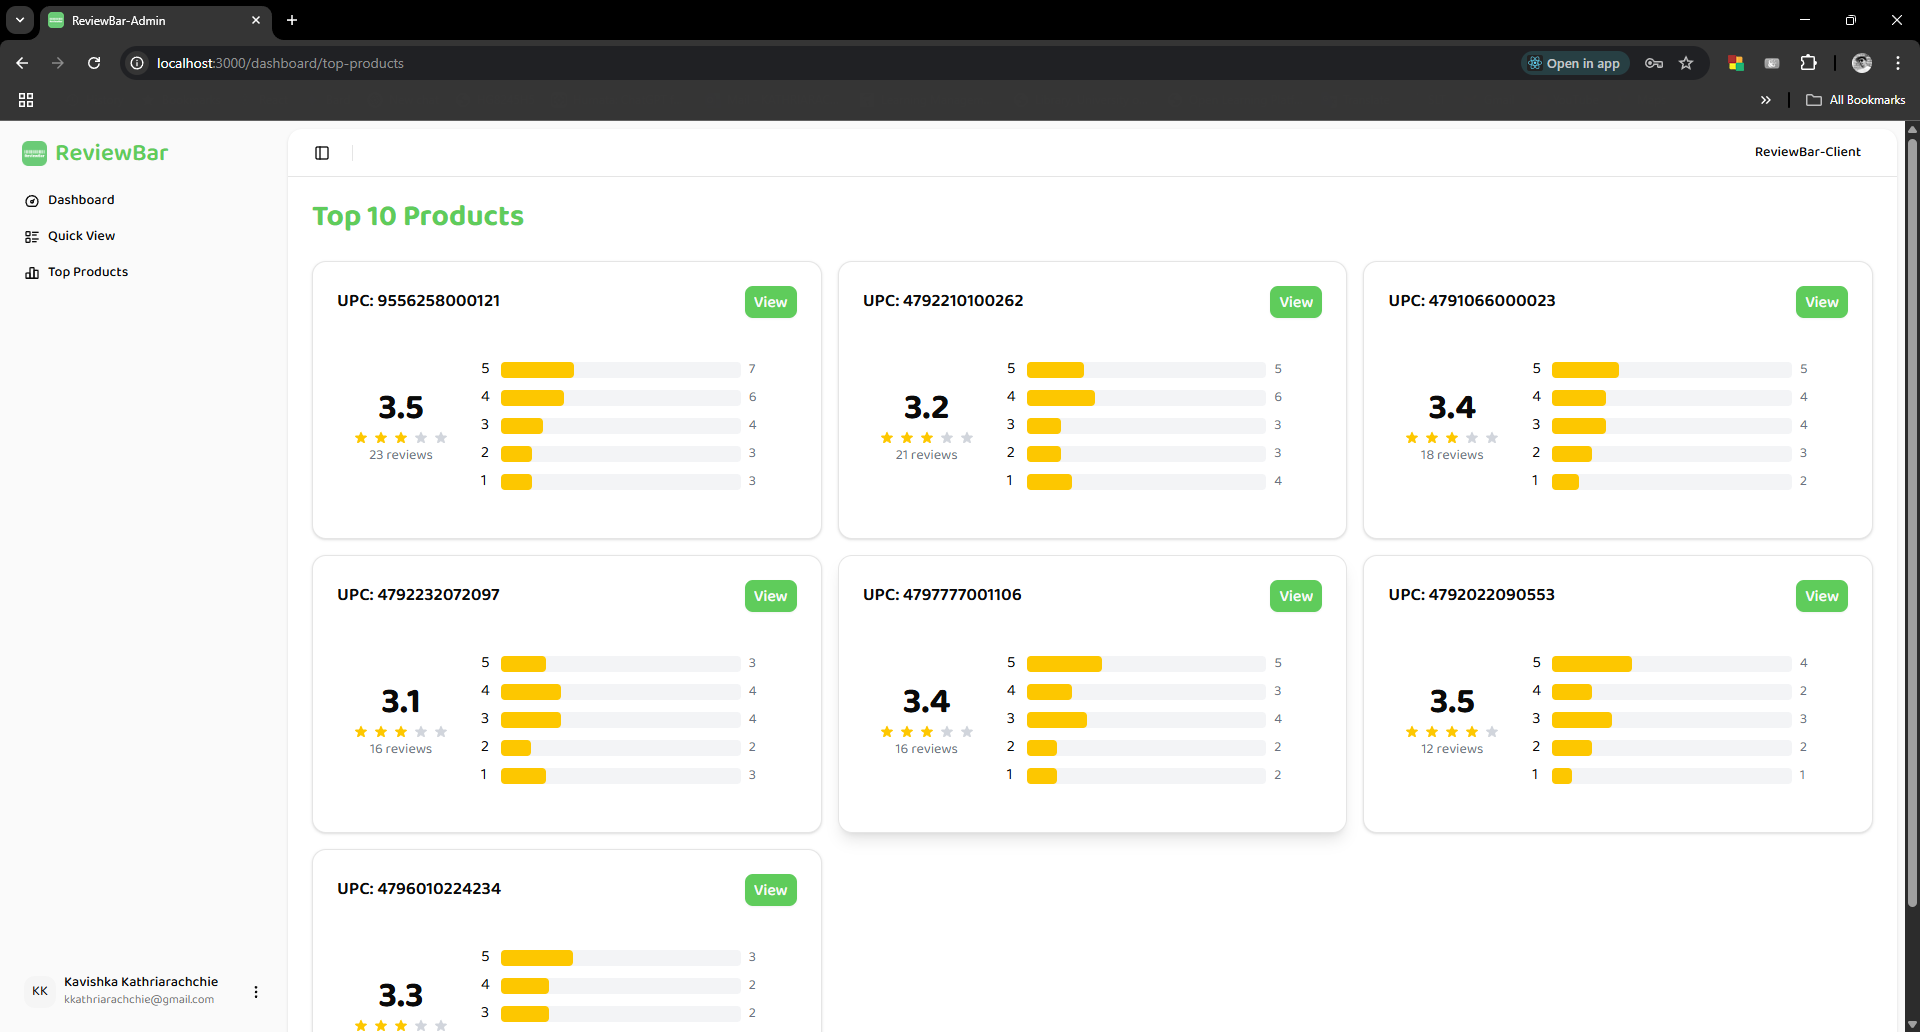 ReviewBar-Admin
localhost:3000/dashboard/top-products
Open in app
All Bookmarks
ReviewBar
ReviewBar-Client
Dashboard
Quick View
Top Products
Top 10 Products
UPC: 9556258000121
View
3.5
23 reviews
5 7
4 6
3 4
2 3
1 3
UPC: 4792210100262
View
3.2
21 reviews
5 5
4 6
3 3
2 3
1 4
UPC: 4791066000023
View
3.4
18 reviews
5 5
4 4
3 4
2 3
1 2
UPC: 4792232072097
View
3.1
16 reviews
5 3
4 4
3 4
2 2
1 3
UPC: 4797777001106
View
3.4
16 reviews
5 5
4 3
3 4
2 2
1 2
UPC: 4792022090553
View
3.5
12 reviews
5 4
4 2
3 3
2 2
1 1
UPC: 4796010224234
View
3.3
5 3
4 2
3 2
KK
Kavishka Kathriarachchie
kkathriarachchie@gmail.com